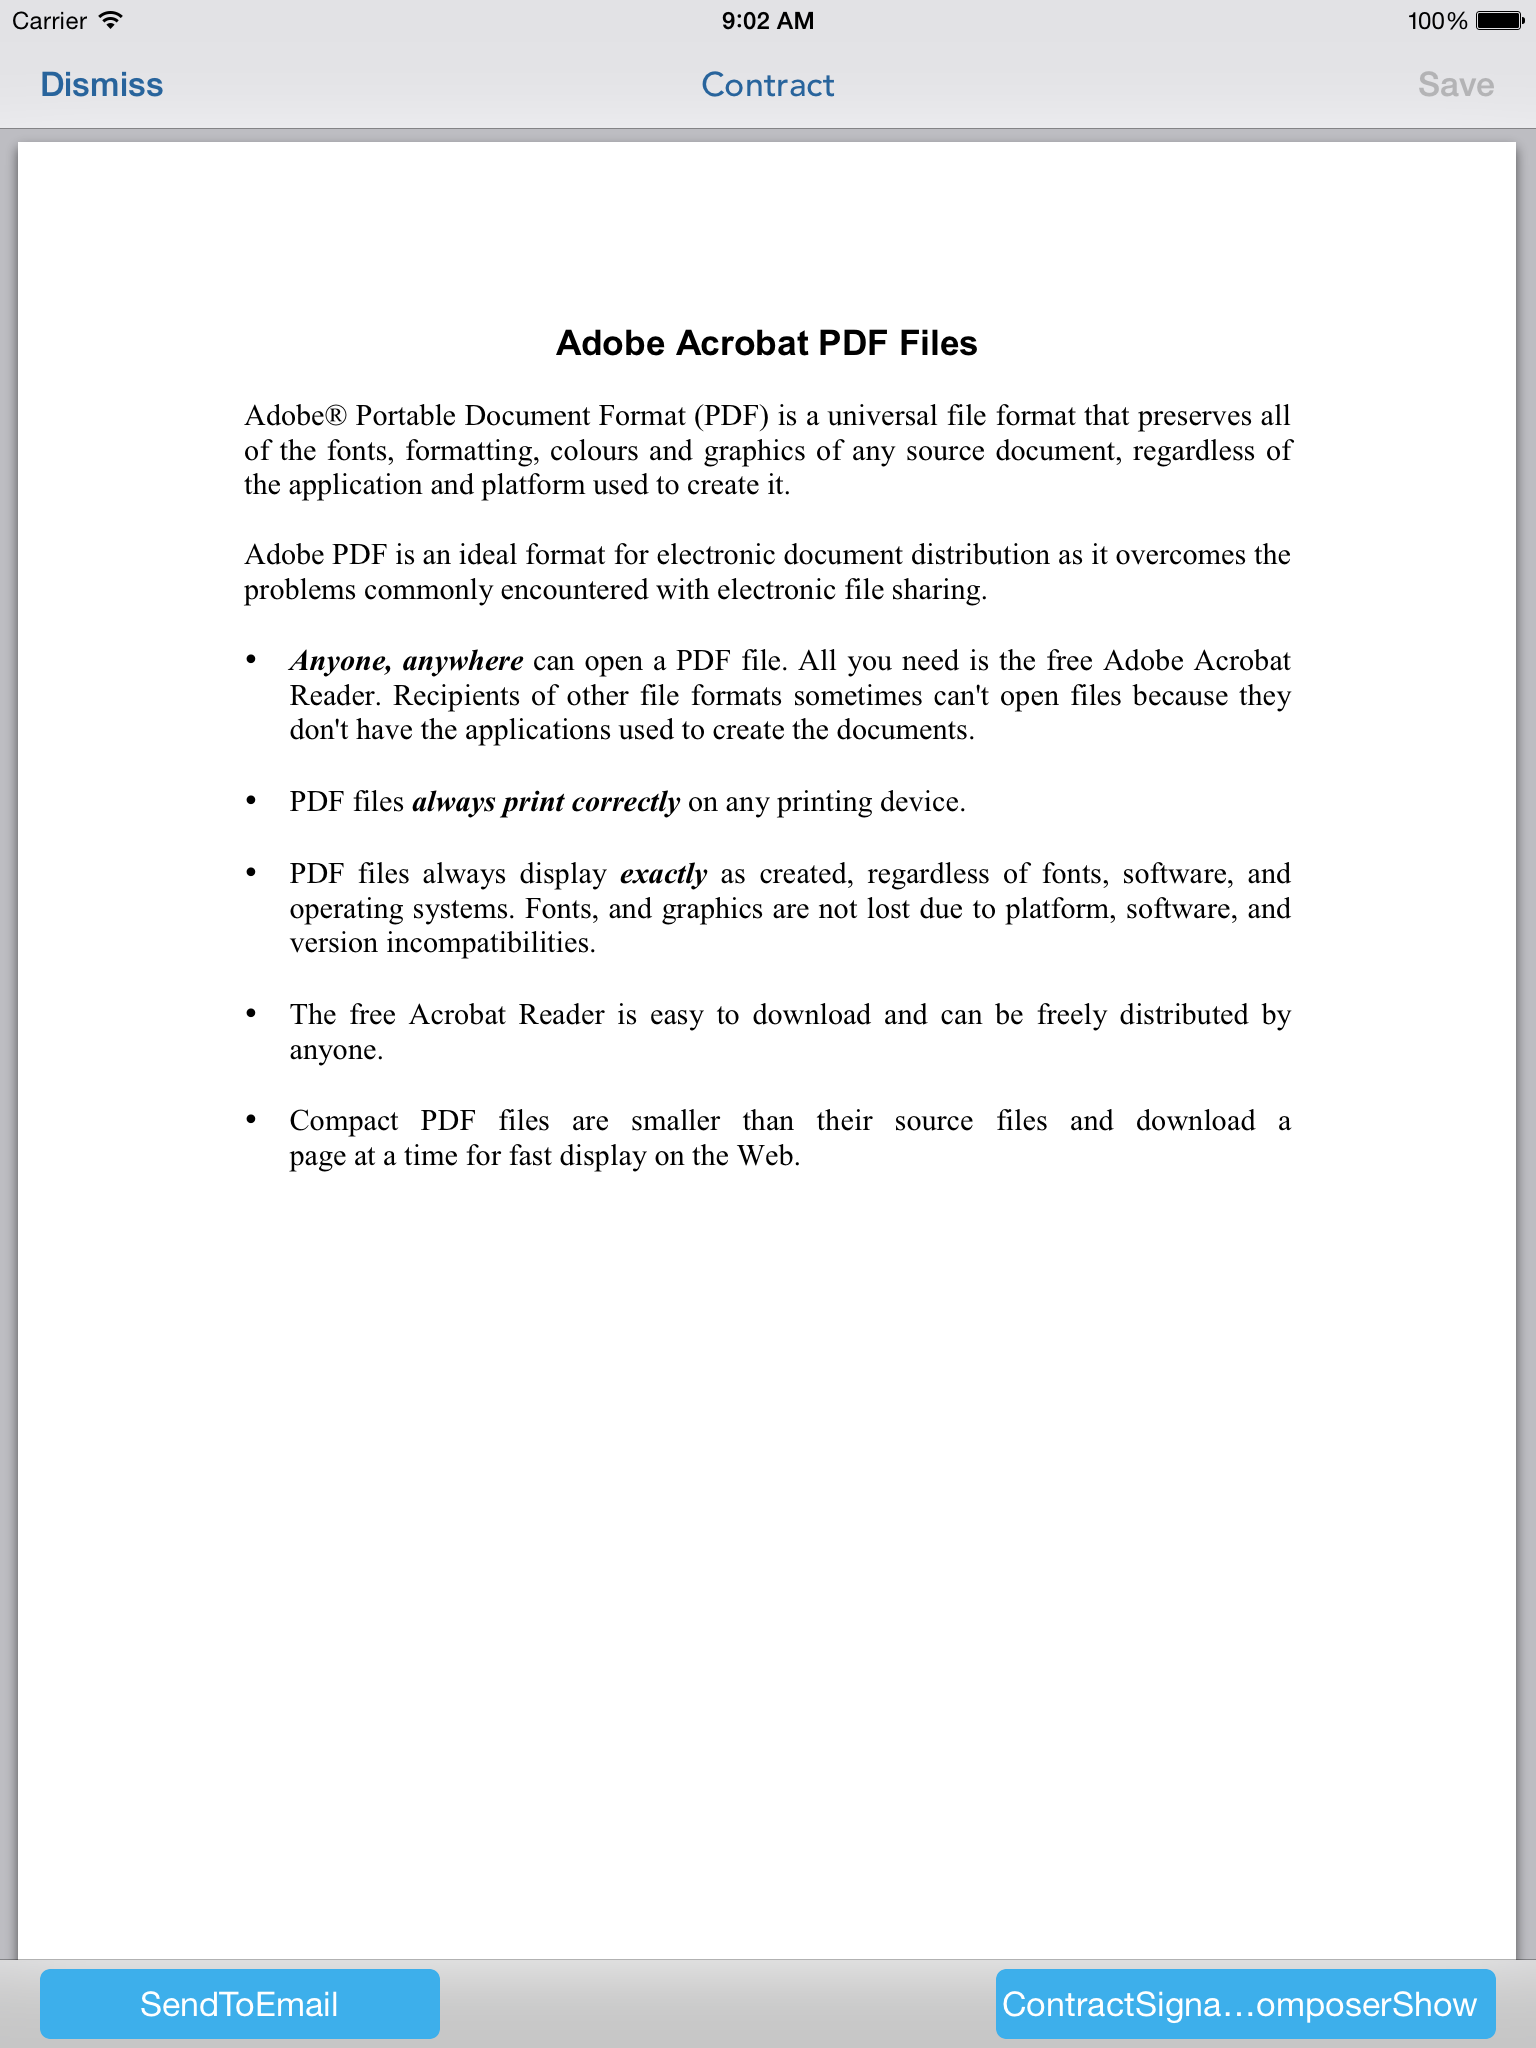 Carrier 9:02 AM 100%
Dismiss Contract Save
Adobe Acrobat PDF Files
Adobe® Portable Document Format (PDF) is a universal file format that preserves all
of the fonts, formatting, colours and graphics of any source document, regardless of
the application and platform used to create it.
Adobe PDF is an ideal format for electronic document distribution as it overcomes the
problems commonly encountered with electronic file sharing.
• Anyone, anywhere can open a PDF file. All you need is the free Adobe Acrobat
Reader. Recipients of other file formats sometimes can't open files because they
don't have the applications used to create the documents.
• PDF files always print correctly on any printing device.
• PDF files always display exactly as created, regardless of fonts, software, and
operating systems. Fonts, and graphics are not lost due to platform, software, and
version incompatibilities.
• The free Acrobat Reader is easy to download and can be freely distributed by
anyone.
• Compact PDF files are smaller than their source files and download a
page at a time for fast display on the Web.
SendToEmail ContractSigna…omposerShow